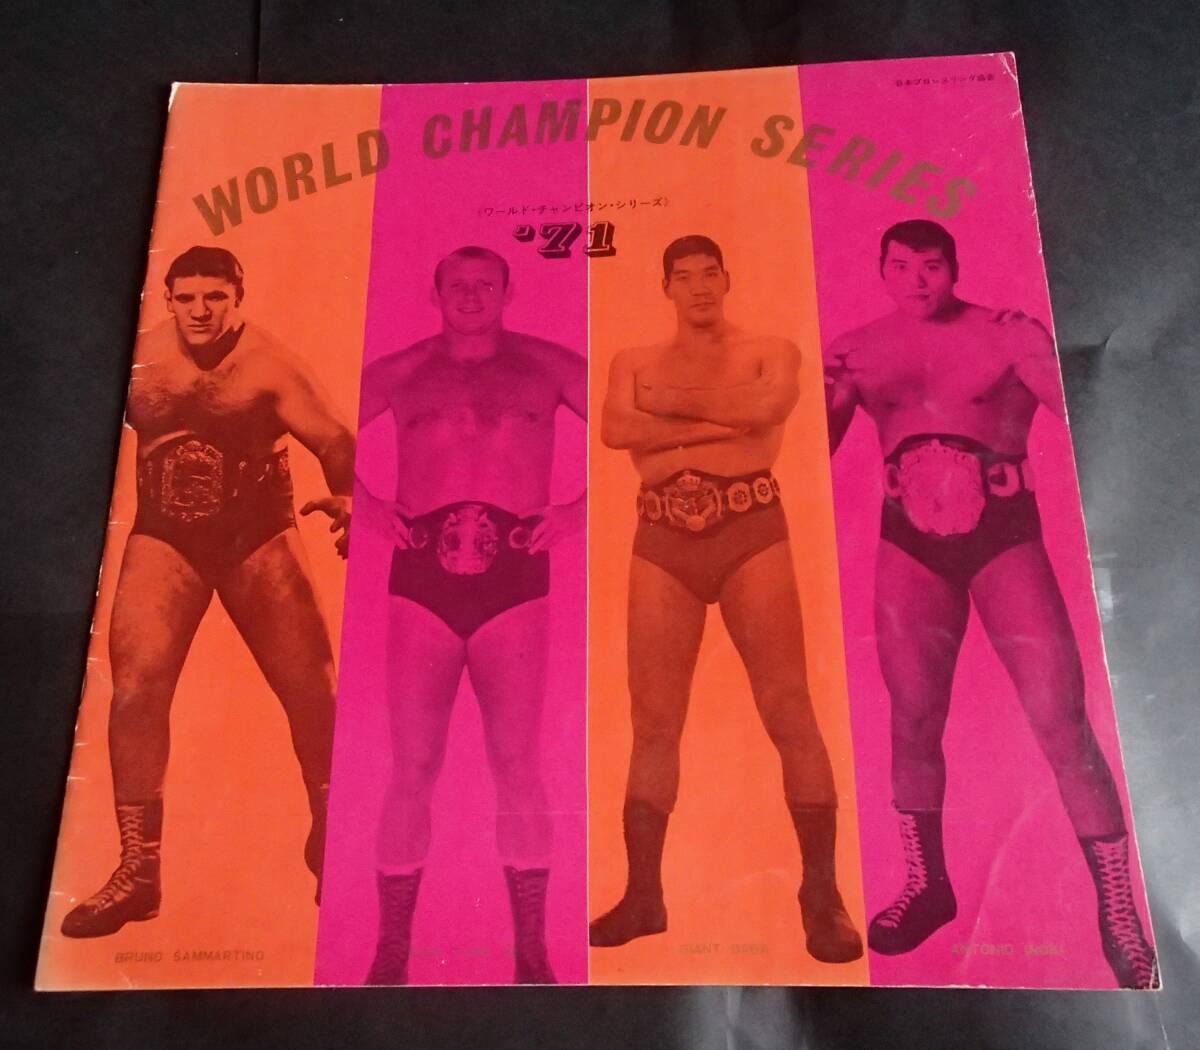 日本プロレスリング協会
WORLD CHAMPION SERIES
《ワールド・チャンピオン・シリーズ》
'71
BRUNO SAMMARTINO
GIANT BABA
ANTONIO INOKI